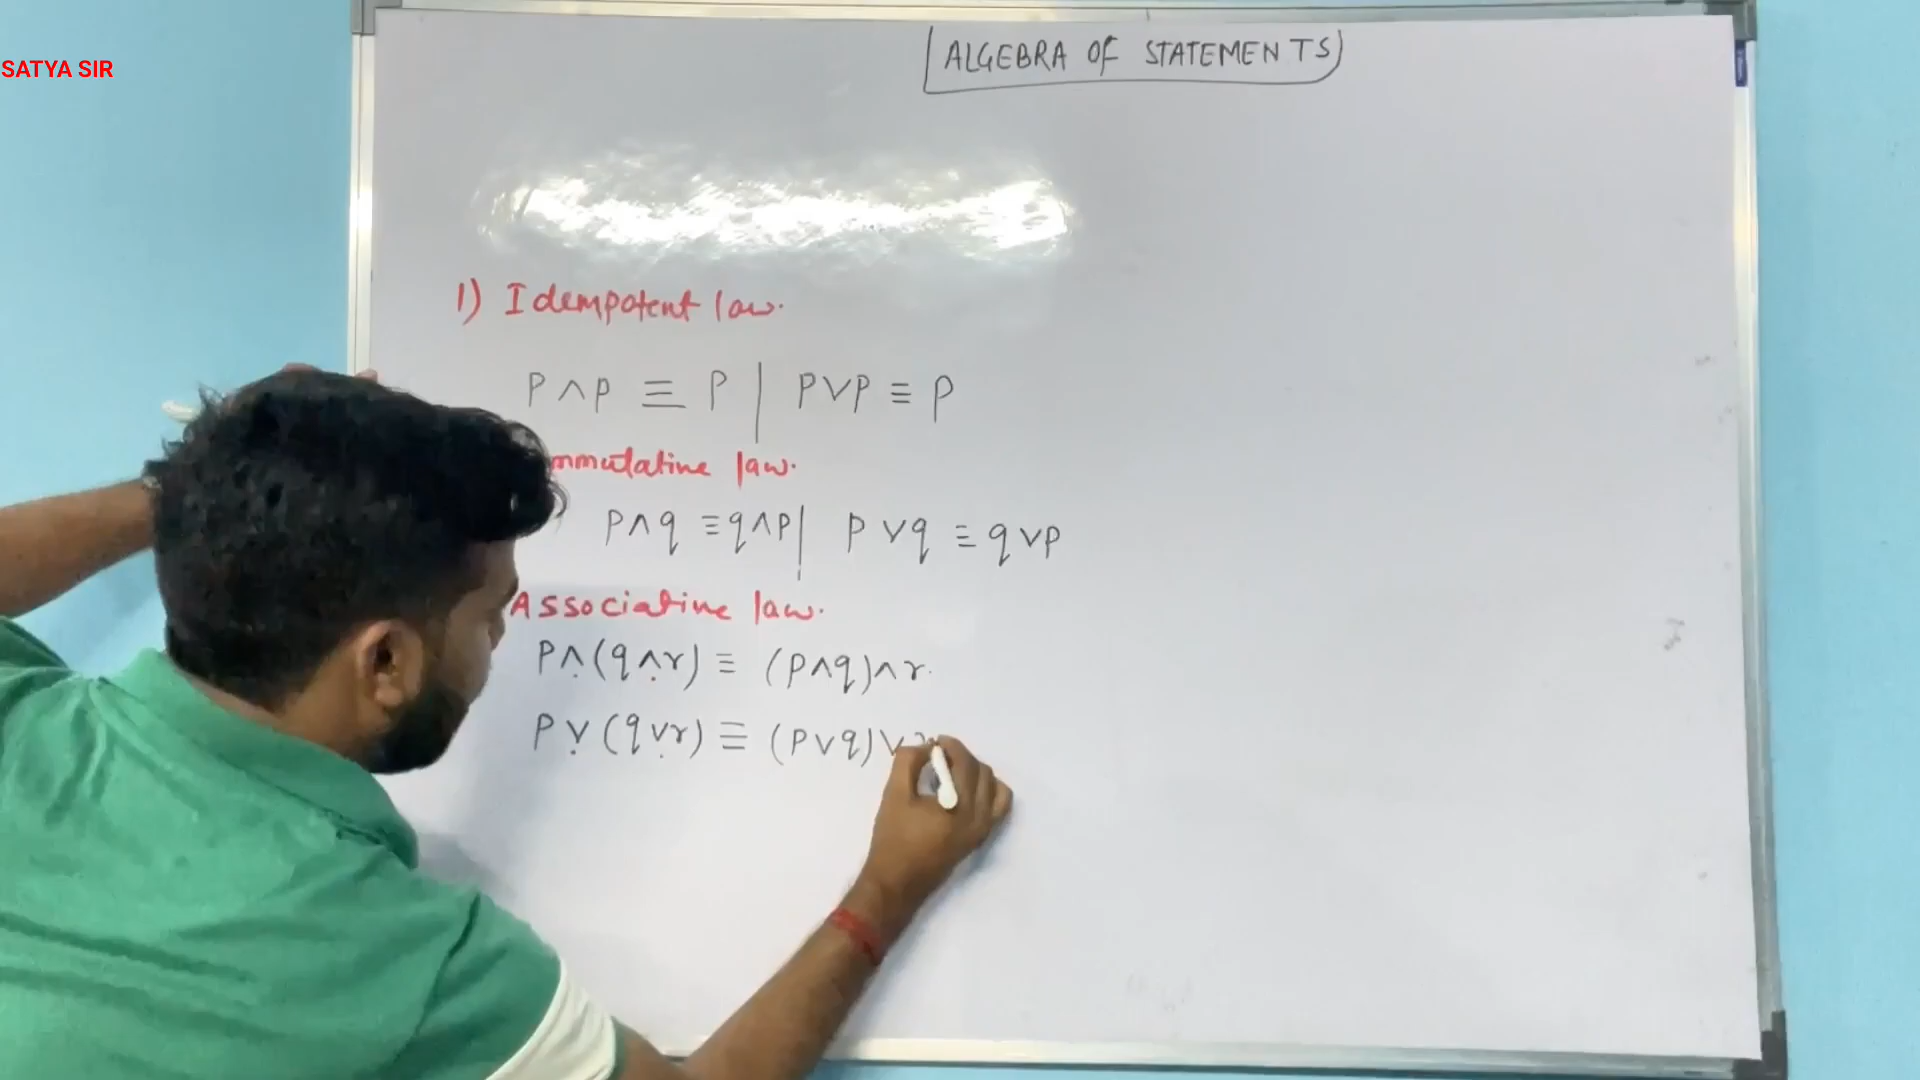 SATYA SIR
ALGEBRA OF STATEMENTS
1) Idempotent law.
P ∧ P ≡ P | P ∨ P ≡ P
law.
P ∧ q ≡ q ∧ P | P ∨ q ≡ q ∨ P
Associative law.
P ∧ (q ∧ r) ≡ (P ∧ q) ∧ r.
P ∨ (q ∨ r) ≡ (P ∨ q) ∨